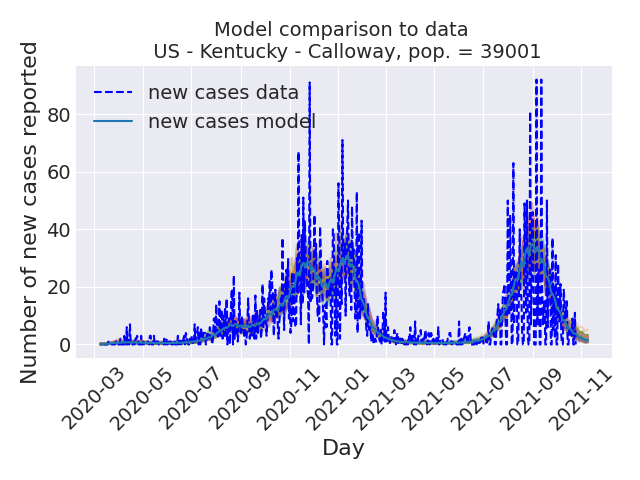 Model comparison to data
US - Kentucky - Calloway, pop. = 39001
Number of new cases reported
new cases data
new cases model
80
60
40
20
0
2020-03
2020-05
2020-07
2020-09
2020-11
2021-01
2021-03
2021-05
2021-07
2021-09
2021-11
Day